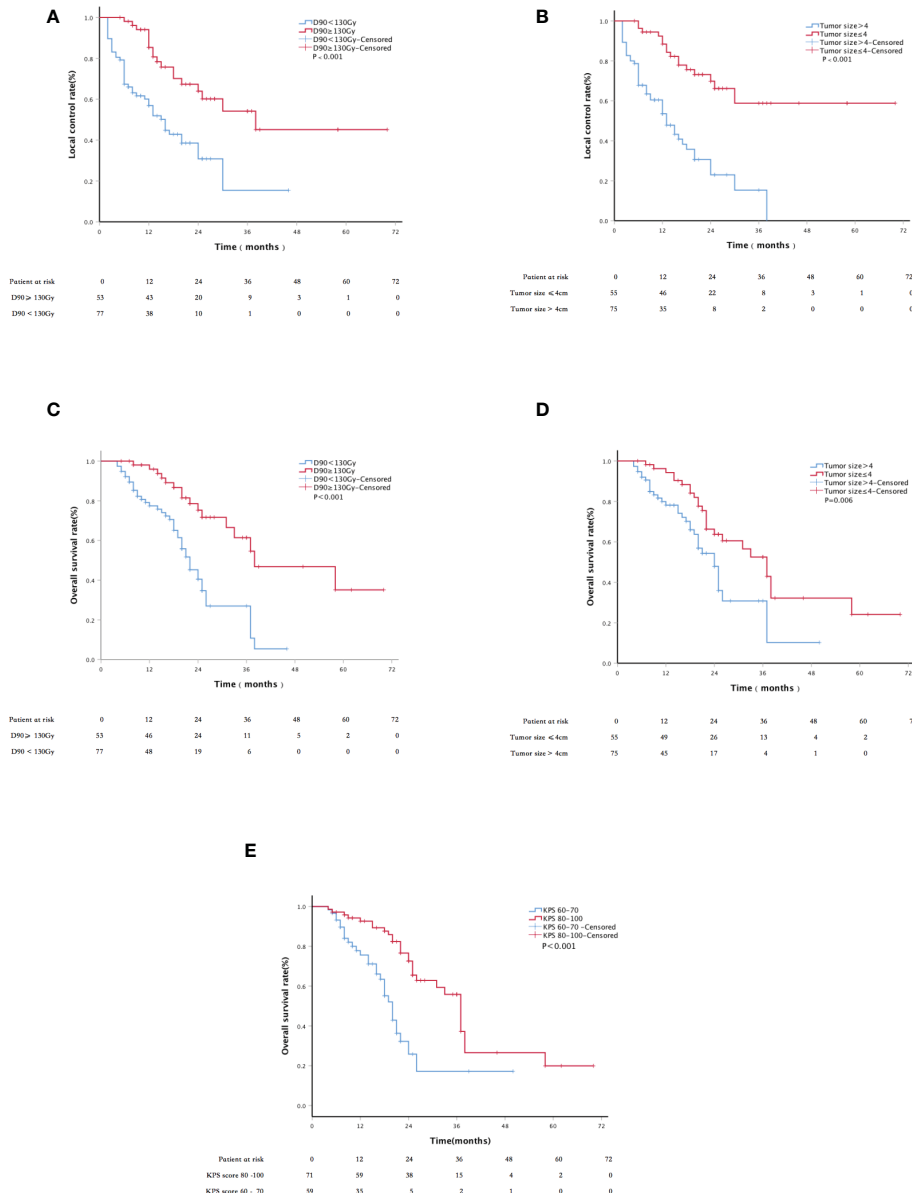 A
D90<130Gy
D90≥130Gy
D90<130Gy-Censored
D90≥130Gy-Censored
P<0.001
Local control rate(%)
1.0
0.8
0.6
0.4
0.2
0.0
0 12 24 36 48 60 72
Time ( months )
Patient at risk 0 12 24 36 48 60 72
D90⩾130Gy 53 43 20 9 3 1 0
D90 < 130Gy 77 38 10 1 0 0 0
B
Tumor size>4
Tumor size≤4
Tumor size>4-Censored
Tumor size≤4-Censored
P<0.001
Local control rate(%)
1.0
0.8
0.6
0.4
0.2
0.0
0 12 24 36 48 60 72
Time ( months )
Patient at risk 0 12 24 36 48 60 72
Tumor size ⩽4cm 55 46 22 8 3 1 0
Tumor size > 4cm 75 35 8 2 0 0 0
C
D90<130Gy
D90≥130Gy
D90<130Gy-Censored
D90≥130Gy-Censored
P<0.001
Overall survival rate(%)
1.0
0.8
0.6
0.4
0.2
0.0
0 12 24 36 48 60 72
Time ( months )
Patient at risk 0 12 24 36 48 60 72
D90⩾130Gy 53 46 24 11 5 2 0
D90 < 130Gy 77 48 19 6 0 0 0
D
Tumor size>4
Tumor size≤4
Tumor size>4-Censored
Tumor size≤4-Censored
P=0.006
Overall survival rate(%)
1.0
0.8
0.6
0.4
0.2
0.0
0 12 24 36 48 60
Time ( months )
Patient at risk 0 12 24 36 48 60
Tumor size ⩽4cm 55 49 26 13 4 2
Tumor size > 4cm 75 45 17 4 1 0
E
KPS 60-70
KPS 80-100
KPS 60-70 -Censored
KPS 80-100-Censored
P<0.001
Overall survival rate(%)
1.0
0.8
0.6
0.4
0.2
0.0
0 12 24 36 48 60 72
Time(months)
Patient at risk 0 12 24 36 48 60 72
KPS score 80 -100 71 59 38 15 4 2 0
KPS score 60 - 70 59 35 5 2 1 0 0